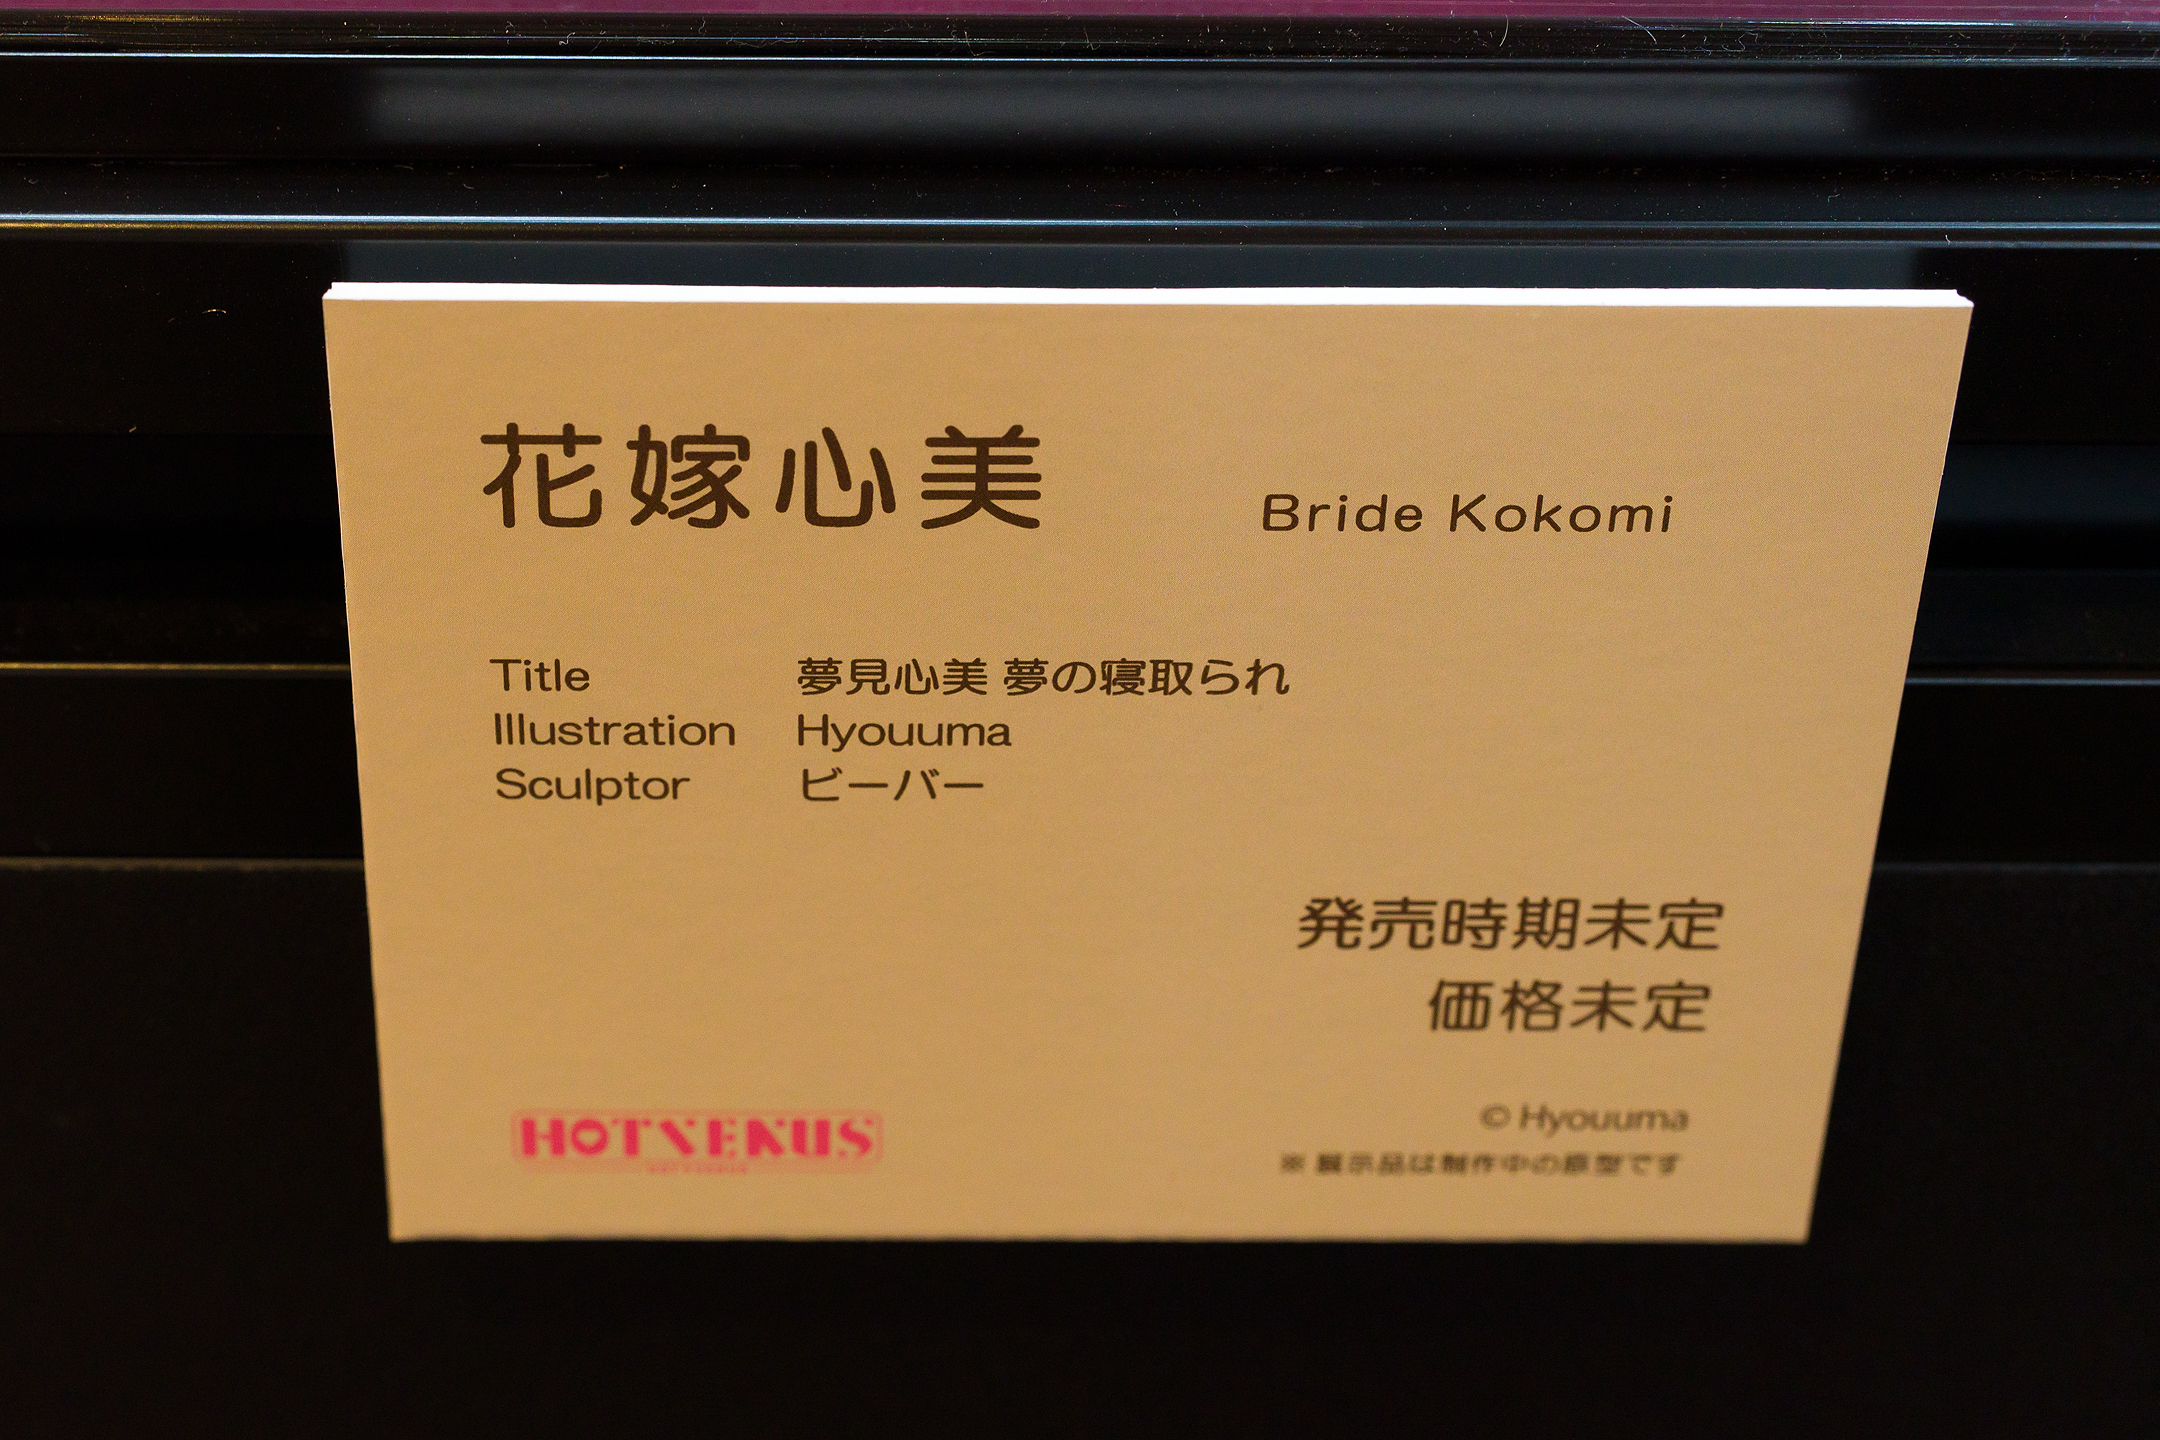 花嫁心美 Bride Kokomi
Title 夢見心美 夢の寝取られ
Illustration Hyouuma
Sculptor ビーバー
発売時期未定
価格未定
© Hyouuma
※ 展示品は制作中の原型です
HOTVENUS